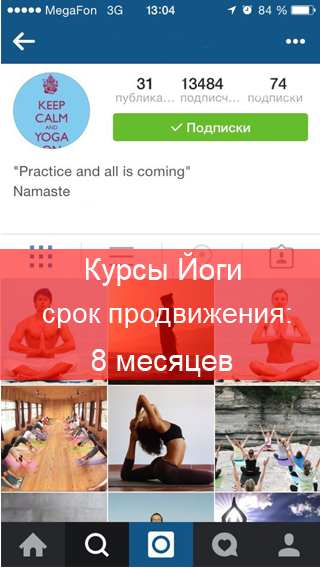 MegaFon 3G 13:04 84 %
31 13484 74
публика... подписч... подписки
Подписки
KEEP
CALM
AND
YOGA
ON
"Practice and all is coming"
Namaste
Курсы Йоги
срок продвижения:
8 месяцев